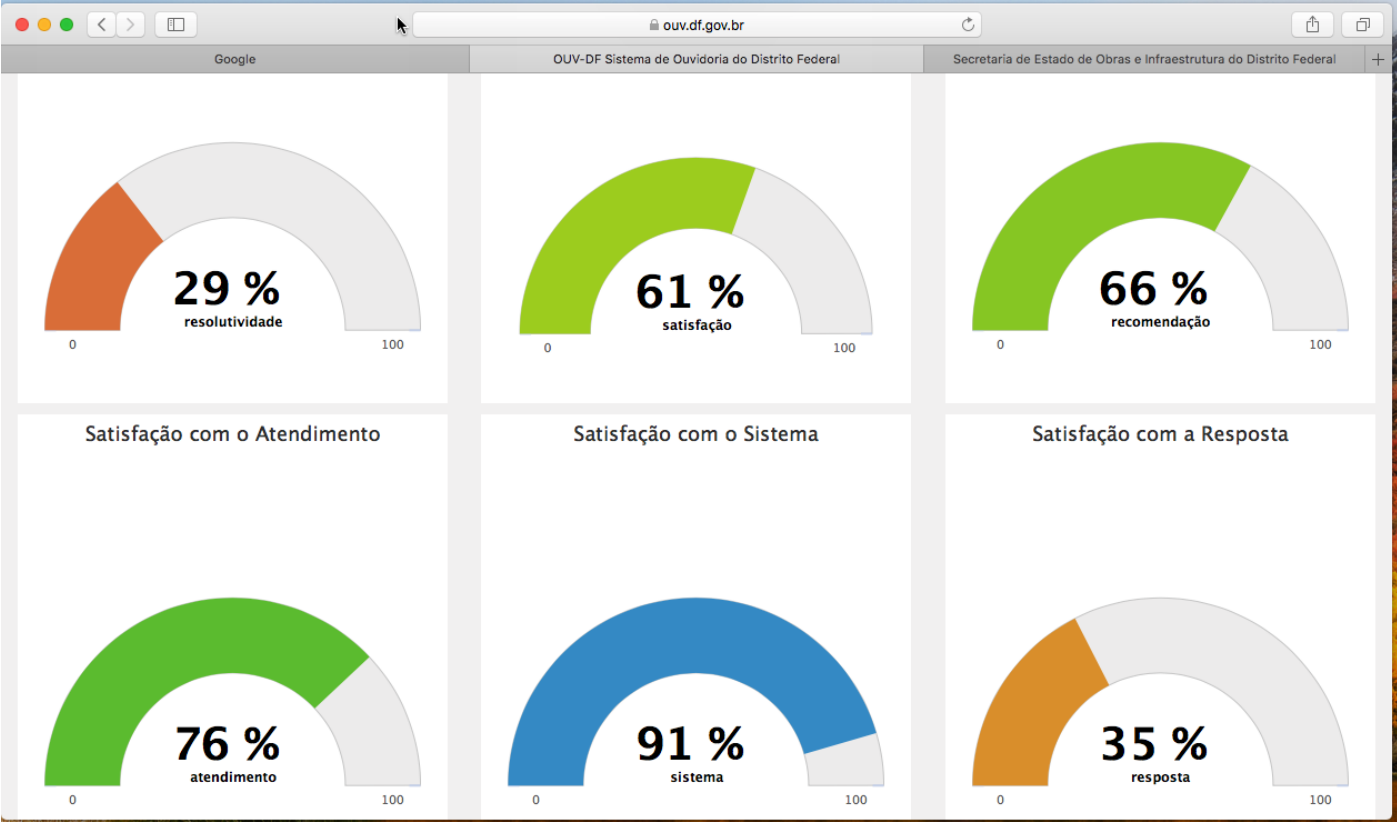 ouv.df.gov.br
Google
OUV-DF Sistema de Ouvidoria do Distrito Federal
Secretaria de Estado de Obras e Infraestrutura do Distrito Federal
29 %
resolutividade
0
100
61 %
satisfação
0
100
66 %
recomendação
0
100
Satisfação com o Atendimento
76 %
atendimento
0
100
Satisfação com o Sistema
91 %
sistema
0
100
Satisfação com a Resposta
35 %
resposta
0
100